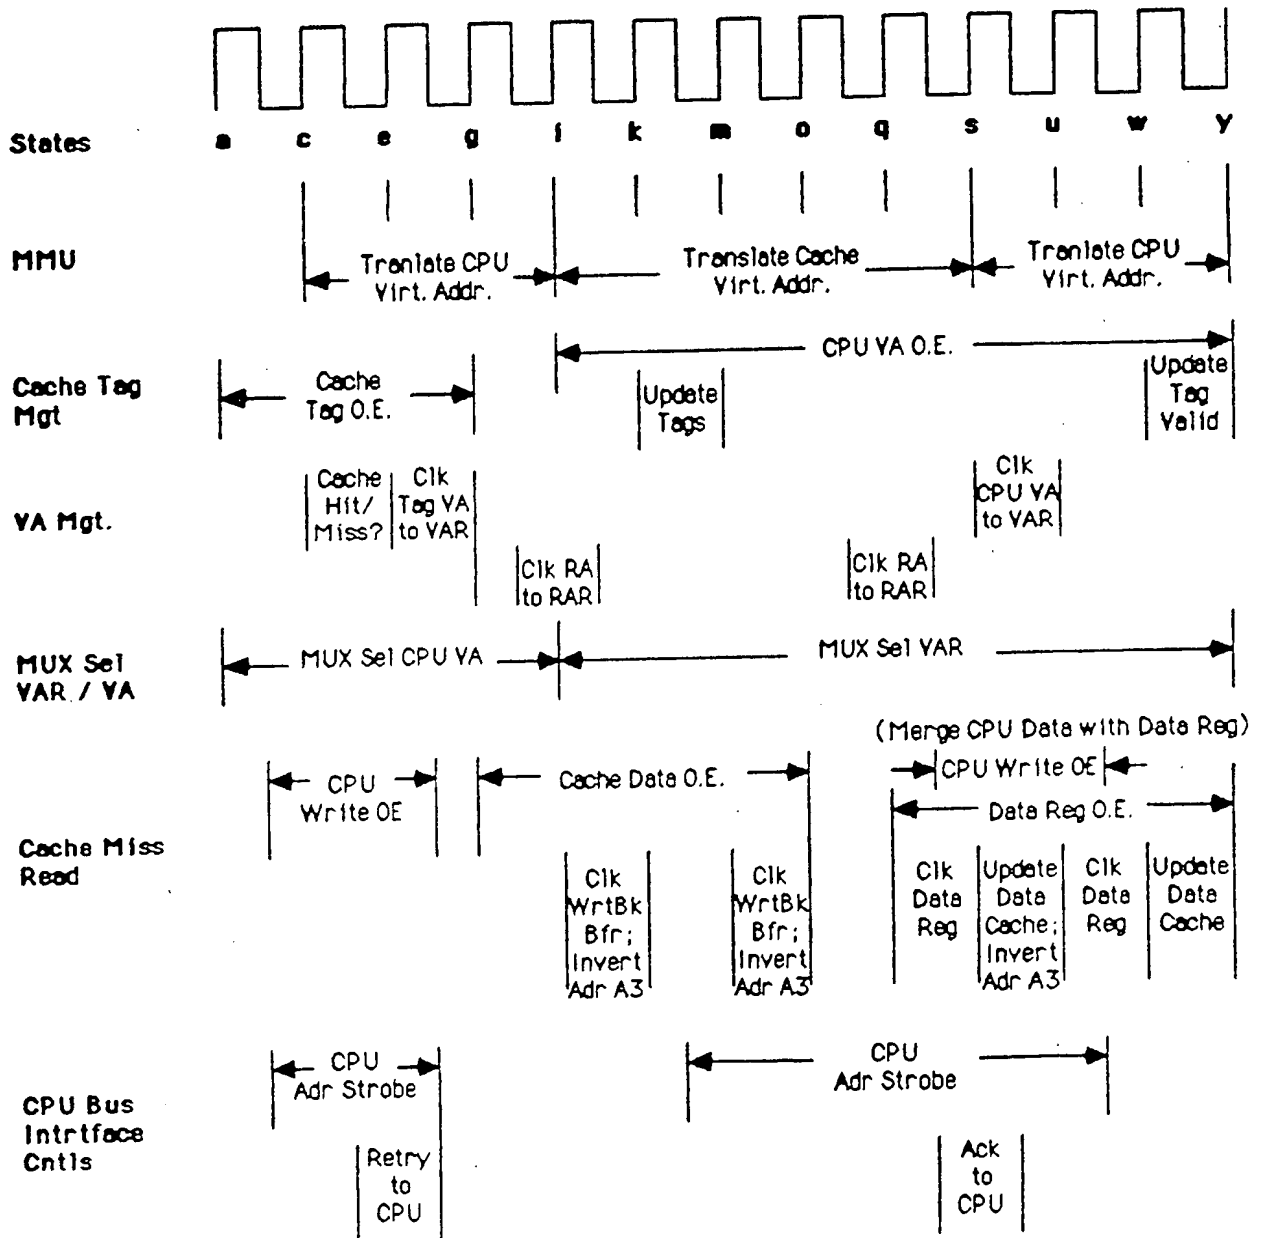 States a c e g i k m o q s u w y
MMU
Tranlate CPU
Virt. Addr.
Translate Cache
Virt. Addr.
Tranlate CPU
Virt. Addr.
CPU VA O.E.
Cache Tag
Mgt
Cache
Tag O.E.
Update
Tags
Update
Tag
Valid
VA Mgt.
Cache
Hit/
Miss?
Clk
Tag VA
to VAR
Clk
CPU VA
to VAR
Clk RA
to RAR
Clk RA
to RAR
MUX Sel
VAR / VA
MUX Sel CPU VA
MUX Sel VAR
(Merge CPU Data with Data Reg)
CPU
Write OE
Cache Data O.E.
CPU Write OE
Data Reg O.E.
Cache Miss
Read
Clk
WrtBk
Bfr;
Invert
Adr A3
Clk
WrtBk
Bfr;
Invert
Adr A3
Clk
Data
Reg
Update
Data
Cache;
Invert
Adr A3
Clk
Data
Reg
Update
Data
Cache
CPU Bus
Intrtface
Cntls
CPU
Adr Strobe
CPU
Adr Strobe
Retry
to
CPU
Ack
to
CPU